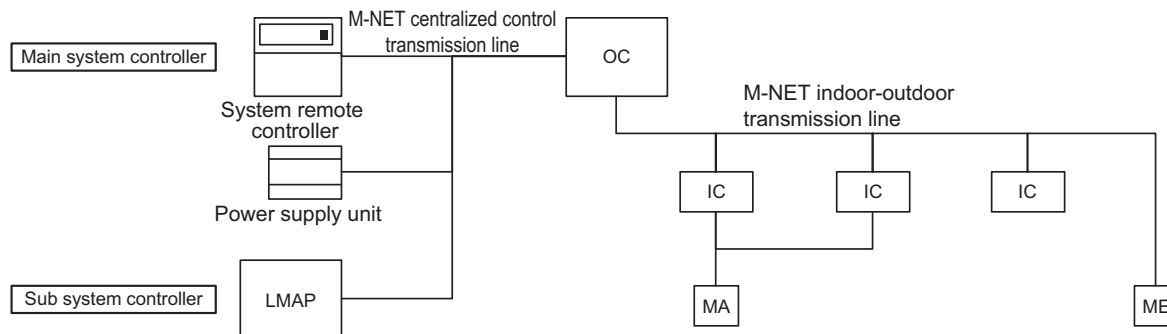 Main system controller
M-NET centralized control
transmission line
System remote
controller
OC
M-NET indoor-outdoor
transmission line
Power supply unit
IC
IC
IC
Sub system controller
LMAP
MA
ME